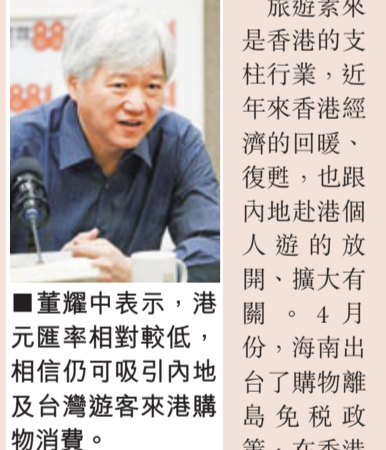 881
■董耀中表示，港
元匯率相對較低，
相信仍可吸引內地
及台灣遊客來港購
物消費。
旅遊素來
是香港的支
柱行業，近
年來香港經
濟的回暖、
復甦，也跟
內地赴港個
人遊的放
開、擴大有
關。4月
份，海南出
台了購物離
島免稅政
策，在香港